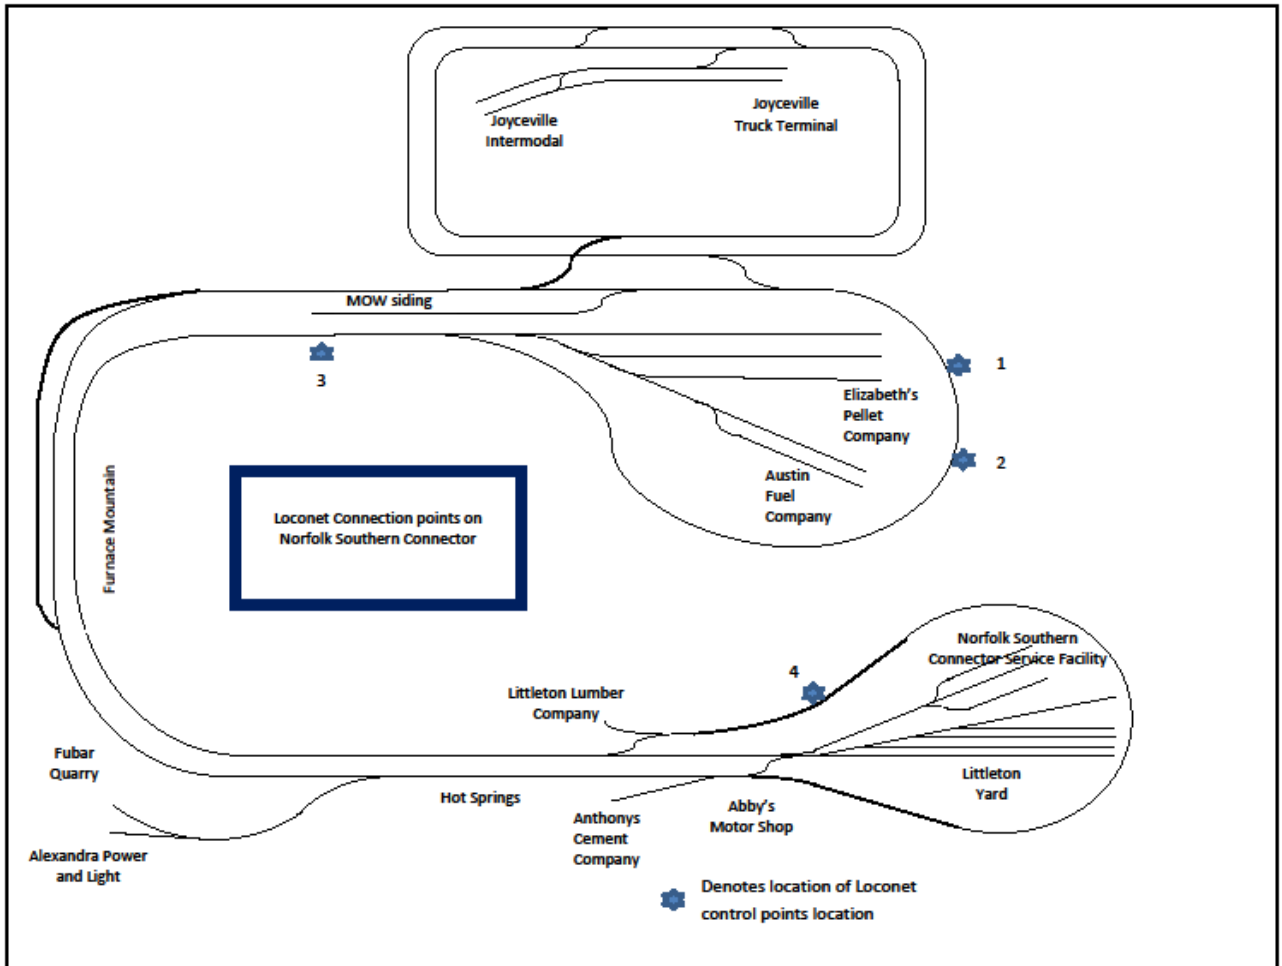 Joyceville
Truck Terminal
Joyceville
Intermodal
MOW siding
1
3
Elizabeth's
Pellet
Company
2
Austin
Fuel
Company
Furnace Mountain
Loconet Connection points on
Norfolk Southern Connector
Norfolk Southern
Connector Service Facility
4
Littleton Lumber
Company
Fubar
Quarry
Hot Springs
Littleton
Yard
Anthonys
Cement
Company
Abby's
Motor Shop
Alexandra Power
and Light
Denotes location of Loconet
control points location